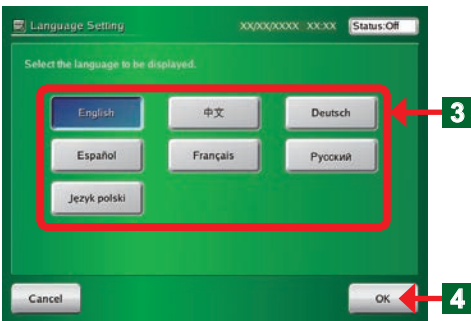 Language Setting XX/XX/XXXX XX:XX Status:Off
Select the language to be displayed.
English 中文 Deutsch
Español Français Русский
Język polski
3
Cancel OK
4